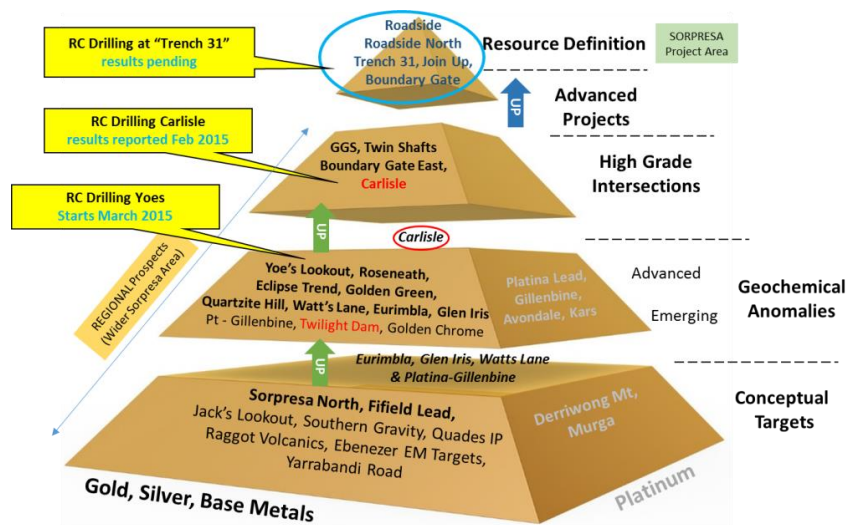 RC Drilling at “Trench 31”
results pending
Roadside
Roadside North
Trench 31, Join Up,
Boundary Gate
Resource Definition
SORPRESA
Project Area
UP
Advanced
Projects
RC Drilling Carlisle
results reported Feb 2015
GGS, Twin Shafts
Boundary Gate East,
Carlisle
High Grade
Intersections
RC Drilling Yoes
Starts March 2015
UP
Carlisle
REGIONAL Prospects
(Wider Sorpresa Area)
Yoe's Lookout, Roseneath,
Eclipse Trend, Golden Green,
Quartzite Hill, Watt's Lane, Eurimbla, Glen Iris
Pt - Gillenbine, Twilight Dam, Golden Chrome
Platina Lead,
Gillenbine,
Avondale, Kars
Advanced
Emerging
Geochemical
Anomalies
UP
Eurimbla, Glen Iris, Watts Lane
& Platina-Gillenbine
Sorpresa North, Fifield Lead,
Jack's Lookout, Southern Gravity, Quades IP
Raggot Volcanics, Ebenezer EM Targets,
Yarrabandi Road
Derriwong Mt,
Murga
Conceptual
Targets
Gold, Silver, Base Metals
Platinum